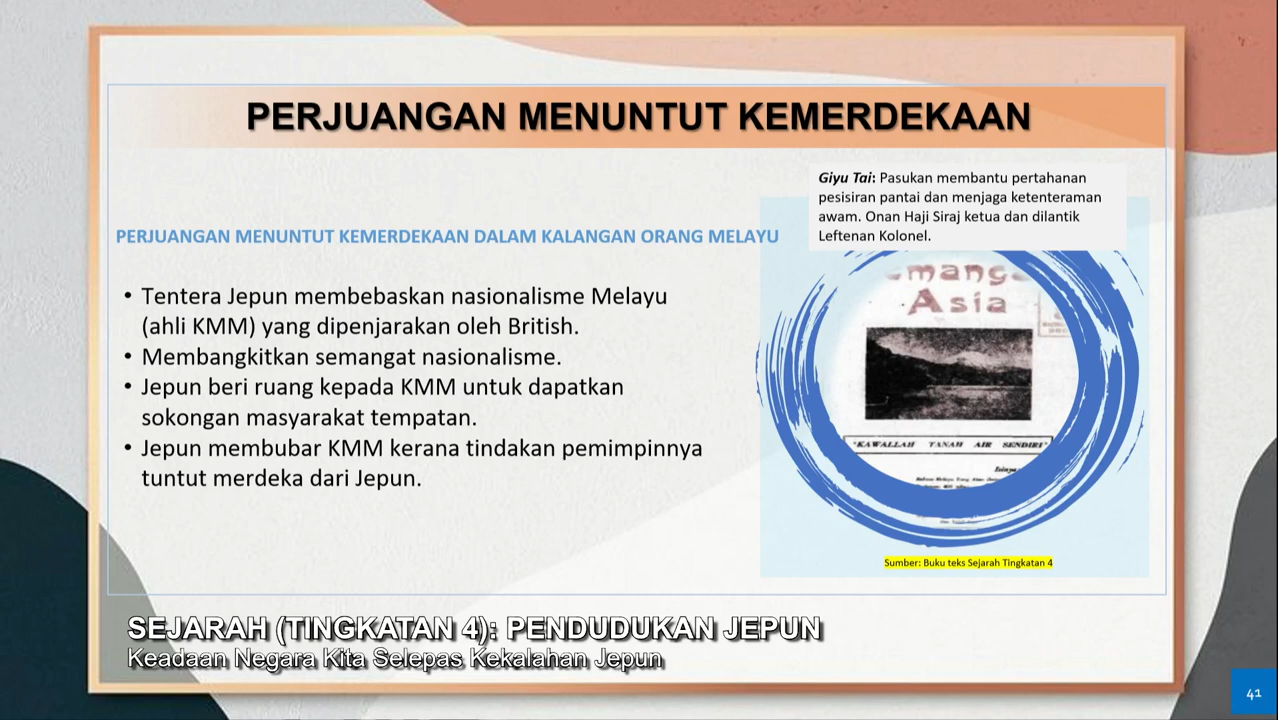 PERJUANGAN MENUNTUT KEMERDEKAAN
Giyu Tai: Pasukan membantu pertahanan
pesisiran pantai dan menjaga ketenteraman
awam. Onan Haji Siraj ketua dan dilantik
Leftenan Kolonel.
PERJUANGAN MENUNTUT KEMERDEKAAN DALAM KALANGAN ORANG MELAYU
• Tentera Jepun membebaskan nasionalisme Melayu
(ahli KMM) yang dipenjarakan oleh British.
• Membangkitkan semangat nasionalisme.
• Jepun beri ruang kepada KMM untuk dapatkan
sokongan masyarakat tempatan.
• Jepun membubar KMM kerana tindakan pemimpinnya
tuntut merdeka dari Jepun.
Asia
"KAWALLAH TANAH AIR SENDIRI"
Sumber: Buku teks Sejarah Tingkatan 4
SEJARAH (TINGKATAN 4): PENDUDUKAN JEPUN
Keadaan Negara Kita Selepas Kekalahan Jepun
41